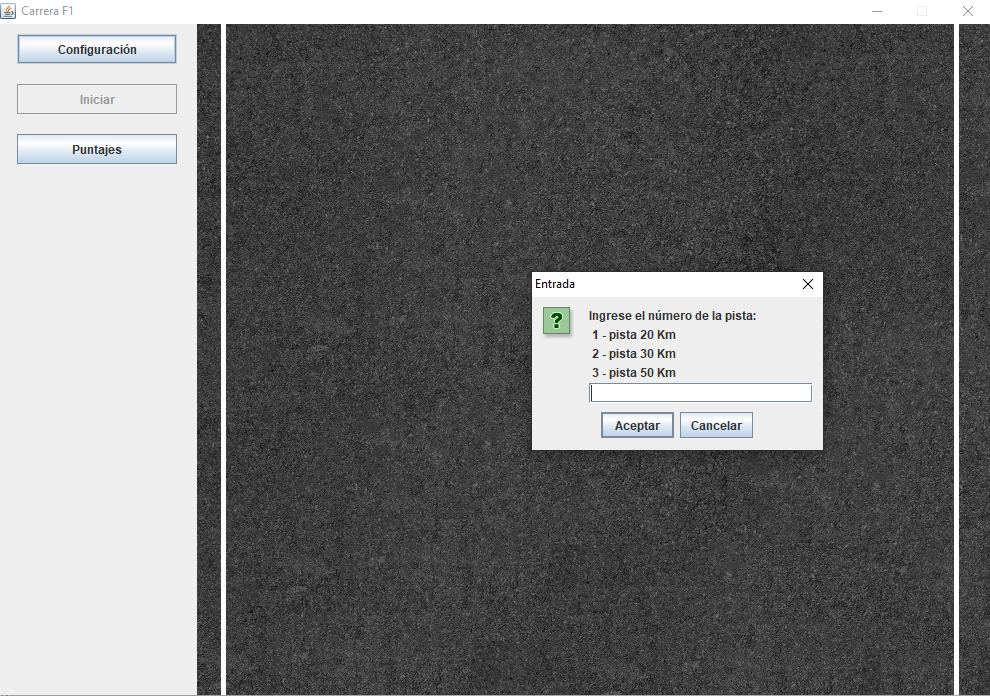 Carrera F1
Configuración
Iniciar
Puntajes
Entrada
?
Ingrese el número de la pista:
1 - pista 20 Km
2 - pista 30 Km
3 - pista 50 Km
Aceptar
Cancelar